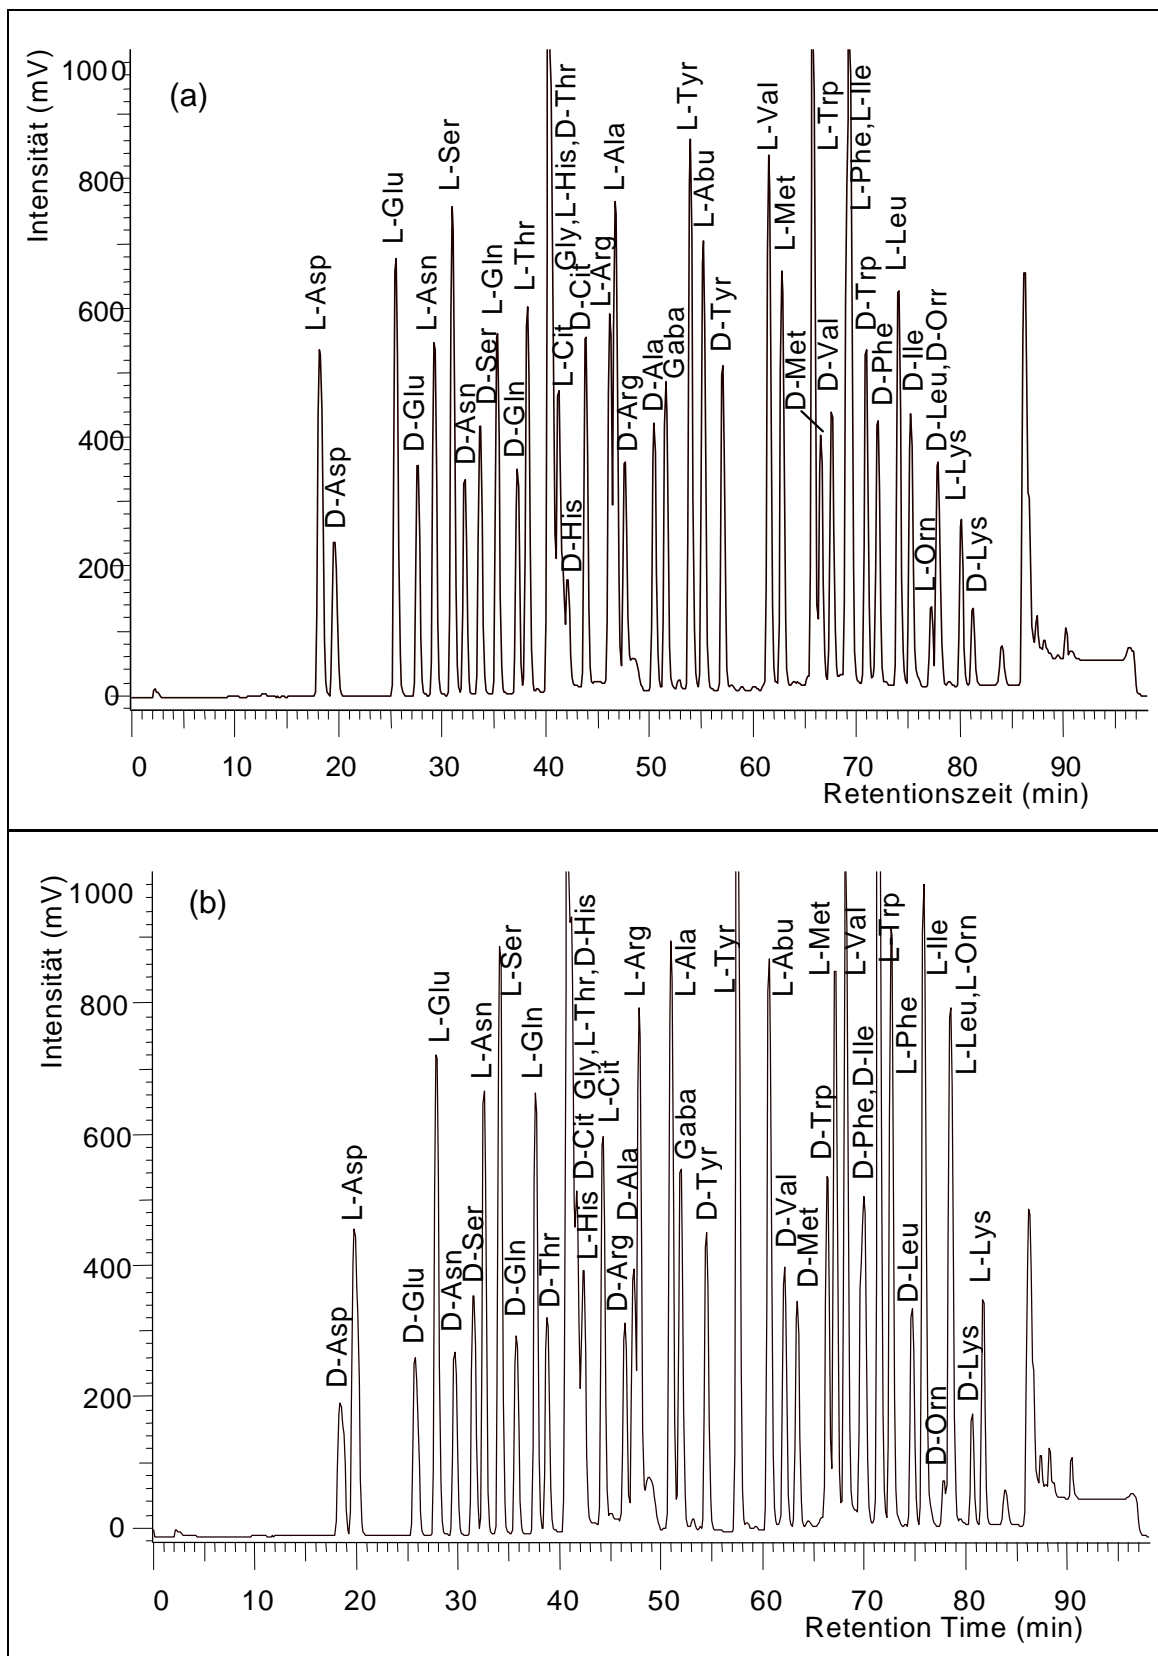 Intensität (mV)
(a)
1000
800
600
400
200
0
L-Asp
D-Asp
L-Glu
D-Glu
L-Asn
L-Ser
D-Asn
D-Ser
L-Gln
D-Gln
L-Thr
Gly,L-His,D-Thr
L-Cit
D-His
D-Cit
L-Arg
L-Ala
D-Arg
D-Ala
Gaba
L-Tyr
L-Abu
D-Tyr
L-Val
L-Met
D-Met
L-Trp
D-Val
L-Phe,L-Ile
D-Trp
D-Phe
L-Leu
D-Ile
L-Orn
D-Leu,D-Orr
L-Lys
D-Lys
0 10 20 30 40 50 60 70 80 90
Retentionszeit (min)
Intensität (mV)
(b)
1000
800
600
400
200
0
D-Asp
L-Asp
D-Glu
L-Glu
D-Asn
D-Ser
L-Asn
L-Ser
D-Gln
L-Gln
D-Thr
D-Cit Gly,L-Thr,D-His
L-His
L-Cit
D-Arg
D-Ala
L-Arg
L-Ala
Gaba
D-Tyr
L-Tyr
L-Abu
D-Val
D-Met
D-Trp
L-Met
L-Val
D-Phe,D-Ile
L-Trp
L-Phe
D-Leu
L-Ile
D-Orn
L-Leu,L-Orn
D-Lys
L-Lys
0 10 20 30 40 50 60 70 80 90
Retention Time (min)